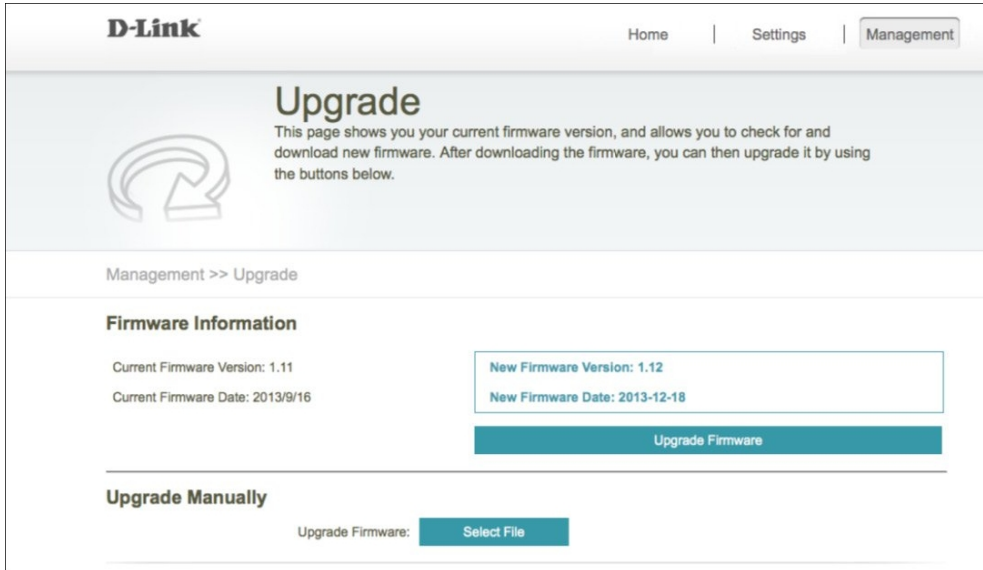 D-Link
Home | Settings | Management
Upgrade
This page shows you your current firmware version, and allows you to check for and
download new firmware. After downloading the firmware, you can then upgrade it by using
the buttons below.
Management >> Upgrade
Firmware Information
Current Firmware Version: 1.11
New Firmware Version: 1.12
Current Firmware Date: 2013/9/16
New Firmware Date: 2013-12-18
Upgrade Firmware
Upgrade Manually
Upgrade Firmware: Select File